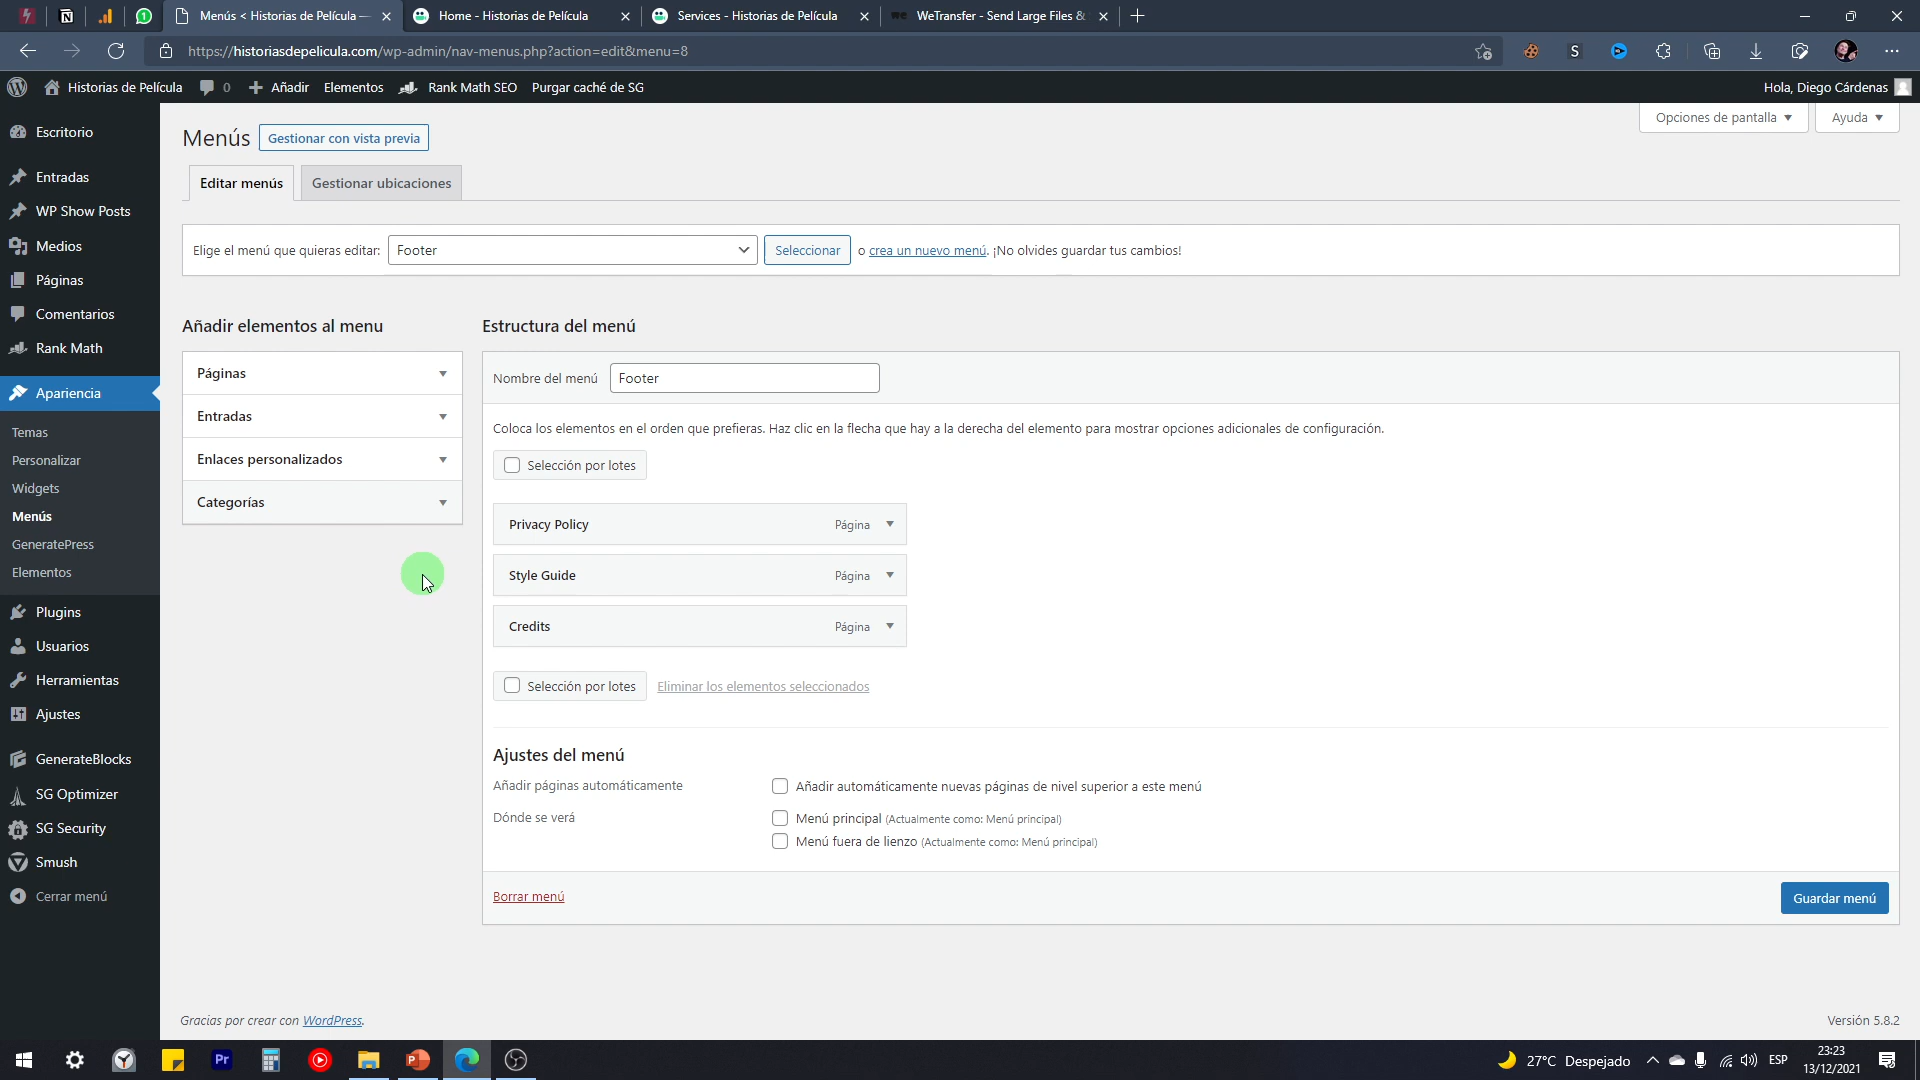 Menús < Historias de Película —
Home - Historias de Película
Services - Historias de Película
WeTransfer - Send Large Files &
https://historiasdepelicula.com/wp-admin/nav-menus.php?action=edit&menu=8
Historias de Película
0
Añadir
Elementos
Rank Math SEO
Purgar caché de SG
Hola, Diego Cárdenas
Opciones de pantalla
Ayuda
Escritorio
Entradas
WP Show Posts
Medios
Páginas
Comentarios
Rank Math
Apariencia
Temas
Personalizar
Widgets
Menús
GeneratePress
Elementos
Plugins
Usuarios
Herramientas
Ajustes
GenerateBlocks
SG Optimizer
SG Security
Smush
Cerrar menú
Menús
Gestionar con vista previa
Editar menús
Gestionar ubicaciones
Elige el menú que quieras editar:
Footer
Seleccionar
o crea un nuevo menú. ¡No olvides guardar tus cambios!
Añadir elementos al menu
Páginas
Entradas
Enlaces personalizados
Categorías
Estructura del menú
Nombre del menú
Footer
Coloca los elementos en el orden que prefieras. Haz clic en la flecha que hay a la derecha del elemento para mostrar opciones adicionales de configuración.
Selección por lotes
Privacy Policy Página
Style Guide Página
Credits Página
Selección por lotes
Eliminar los elementos seleccionados
Ajustes del menú
Añadir páginas automáticamente
Añadir automáticamente nuevas páginas de nivel superior a este menú
Dónde se verá
Menú principal (Actualmente como: Menú principal)
Menú fuera de lienzo (Actualmente como: Menú principal)
Borrar menú
Guardar menú
Gracias por crear con WordPress.
Versión 5.8.2
Pr
P
27°C Despejado
ESP
23:23
13/12/2021